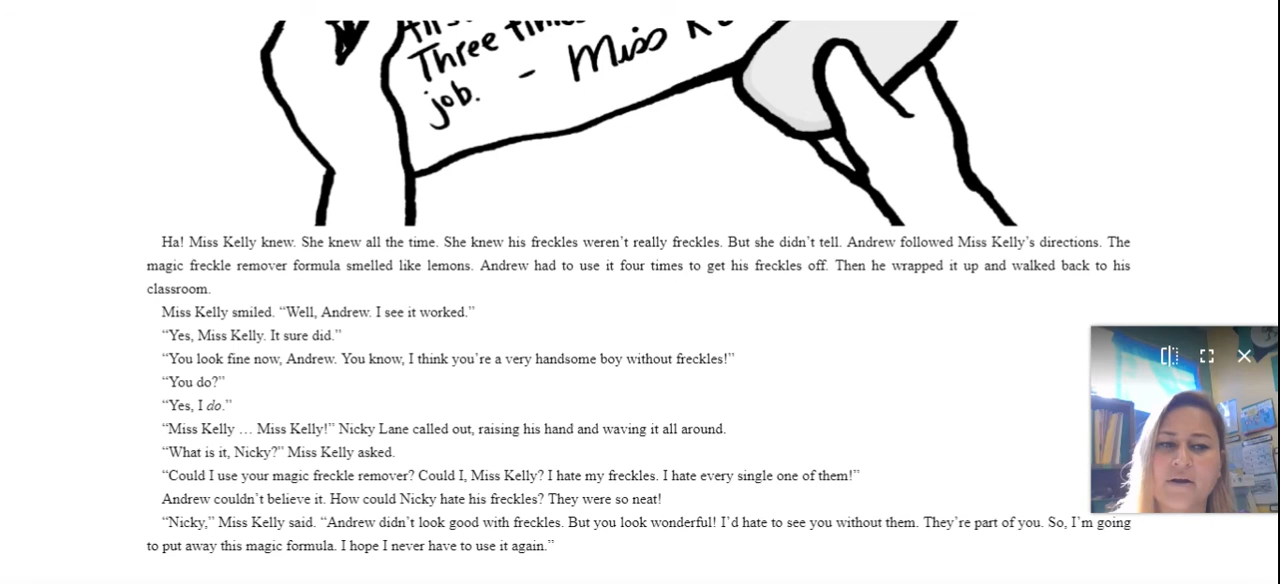 Three
job. - Miss
Ha! Miss Kelly knew. She knew all the time. She knew his freckles weren’t really freckles. But she didn’t tell. Andrew followed Miss Kelly’s directions. The
magic freckle remover formula smelled like lemons. Andrew had to use it four times to get his freckles off. Then he wrapped it up and walked back to his
classroom.
Miss Kelly smiled. “Well, Andrew. I see it worked.”
“Yes, Miss Kelly. It sure did.”
“You look fine now, Andrew. You know, I think you’re a very handsome boy without freckles!”
“You do?”
“Yes, I do.”
“Miss Kelly … Miss Kelly!” Nicky Lane called out, raising his hand and waving it all around.
“What is it, Nicky?” Miss Kelly asked.
“Could I use your magic freckle remover? Could I, Miss Kelly? I hate my freckles. I hate every single one of them!”
Andrew couldn’t believe it. How could Nicky hate his freckles? They were so neat!
“Nicky,” Miss Kelly said. “Andrew didn’t look good with freckles. But you look wonderful! I’d hate to see you without them. They’re part of you. So, I’m going
to put away this magic formula. I hope I never have to use it again.”